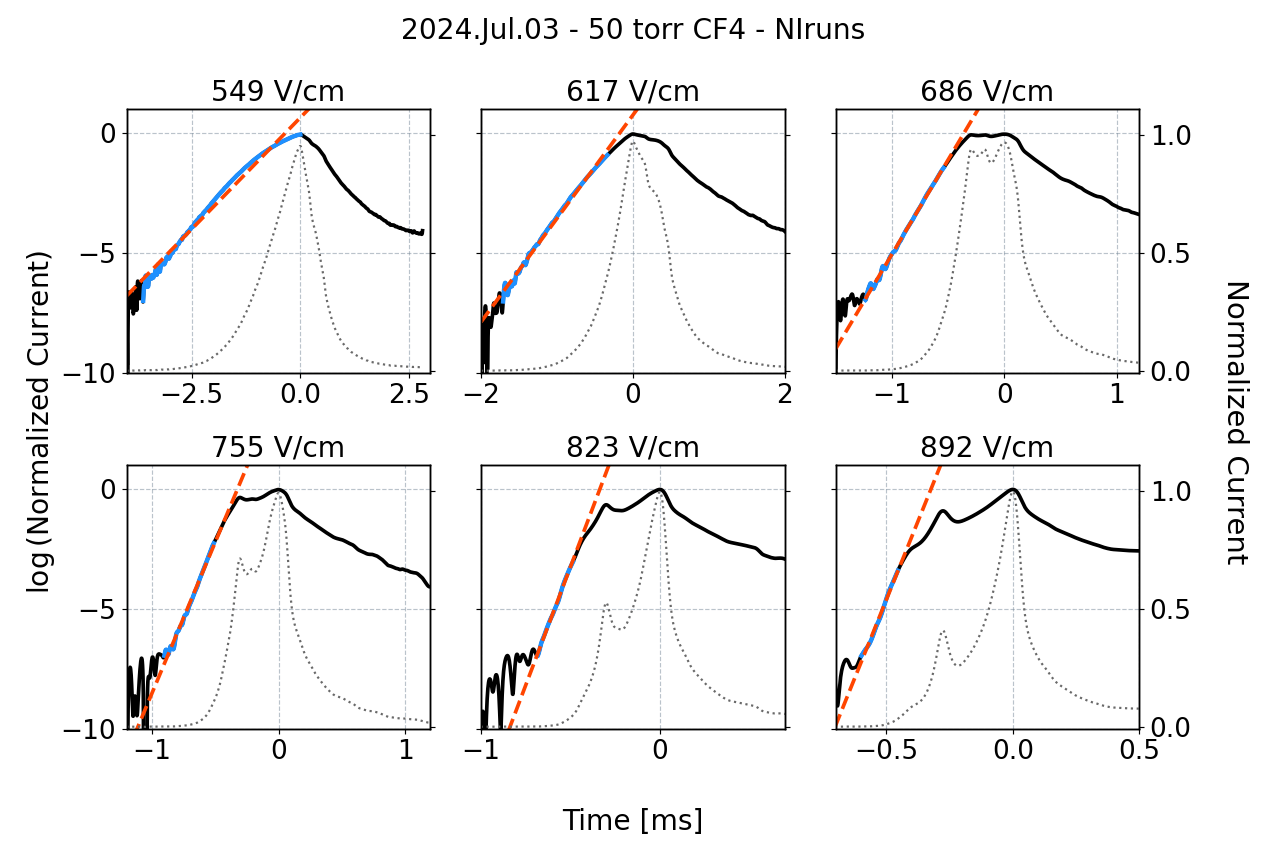 2024.Jul.03 - 50 torr CF4 - NIruns
549 V/cm
617 V/cm
686 V/cm
0
−5
−10
−2.5
0.0
2.5
−2
0
2
−1
0
1
1.0
0.5
0.0
log (Normalized Current)
Normalized Current
755 V/cm
823 V/cm
892 V/cm
0
−5
−10
−1
0
1
−1
0
−0.5
0.0
0.5
1.0
0.5
0.0
Time [ms]